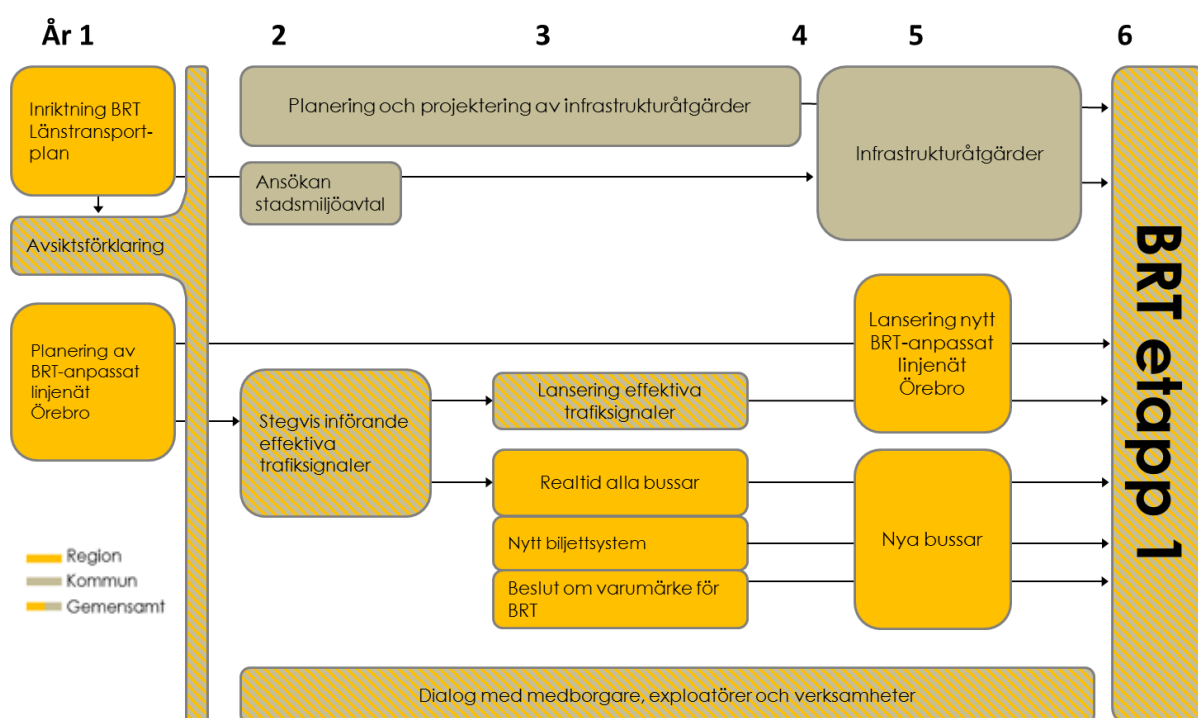 År 1 2 3 4 5 6
Inriktning BRT
Länstransport-
plan
Planering och projektering av infrastrukturåtgärder
Infrastrukturåtgärder
Ansökan
stadsmiljöavtal
Avsiktsförklaring
Planering av
BRT-anpassat
linjenät
Örebro
Lansering nytt
BRT-anpassat
linjenät
Örebro
Stegvis införande
effektiva
trafiksignaler
Lansering effektiva
trafiksignaler
Realtid alla bussar
Nytt biljettsystem
Beslut om varumärke för
BRT
Nya bussar
BRT etapp 1
Region
Kommun
Gemensamt
Dialog med medborgare, exploatörer och verksamheter